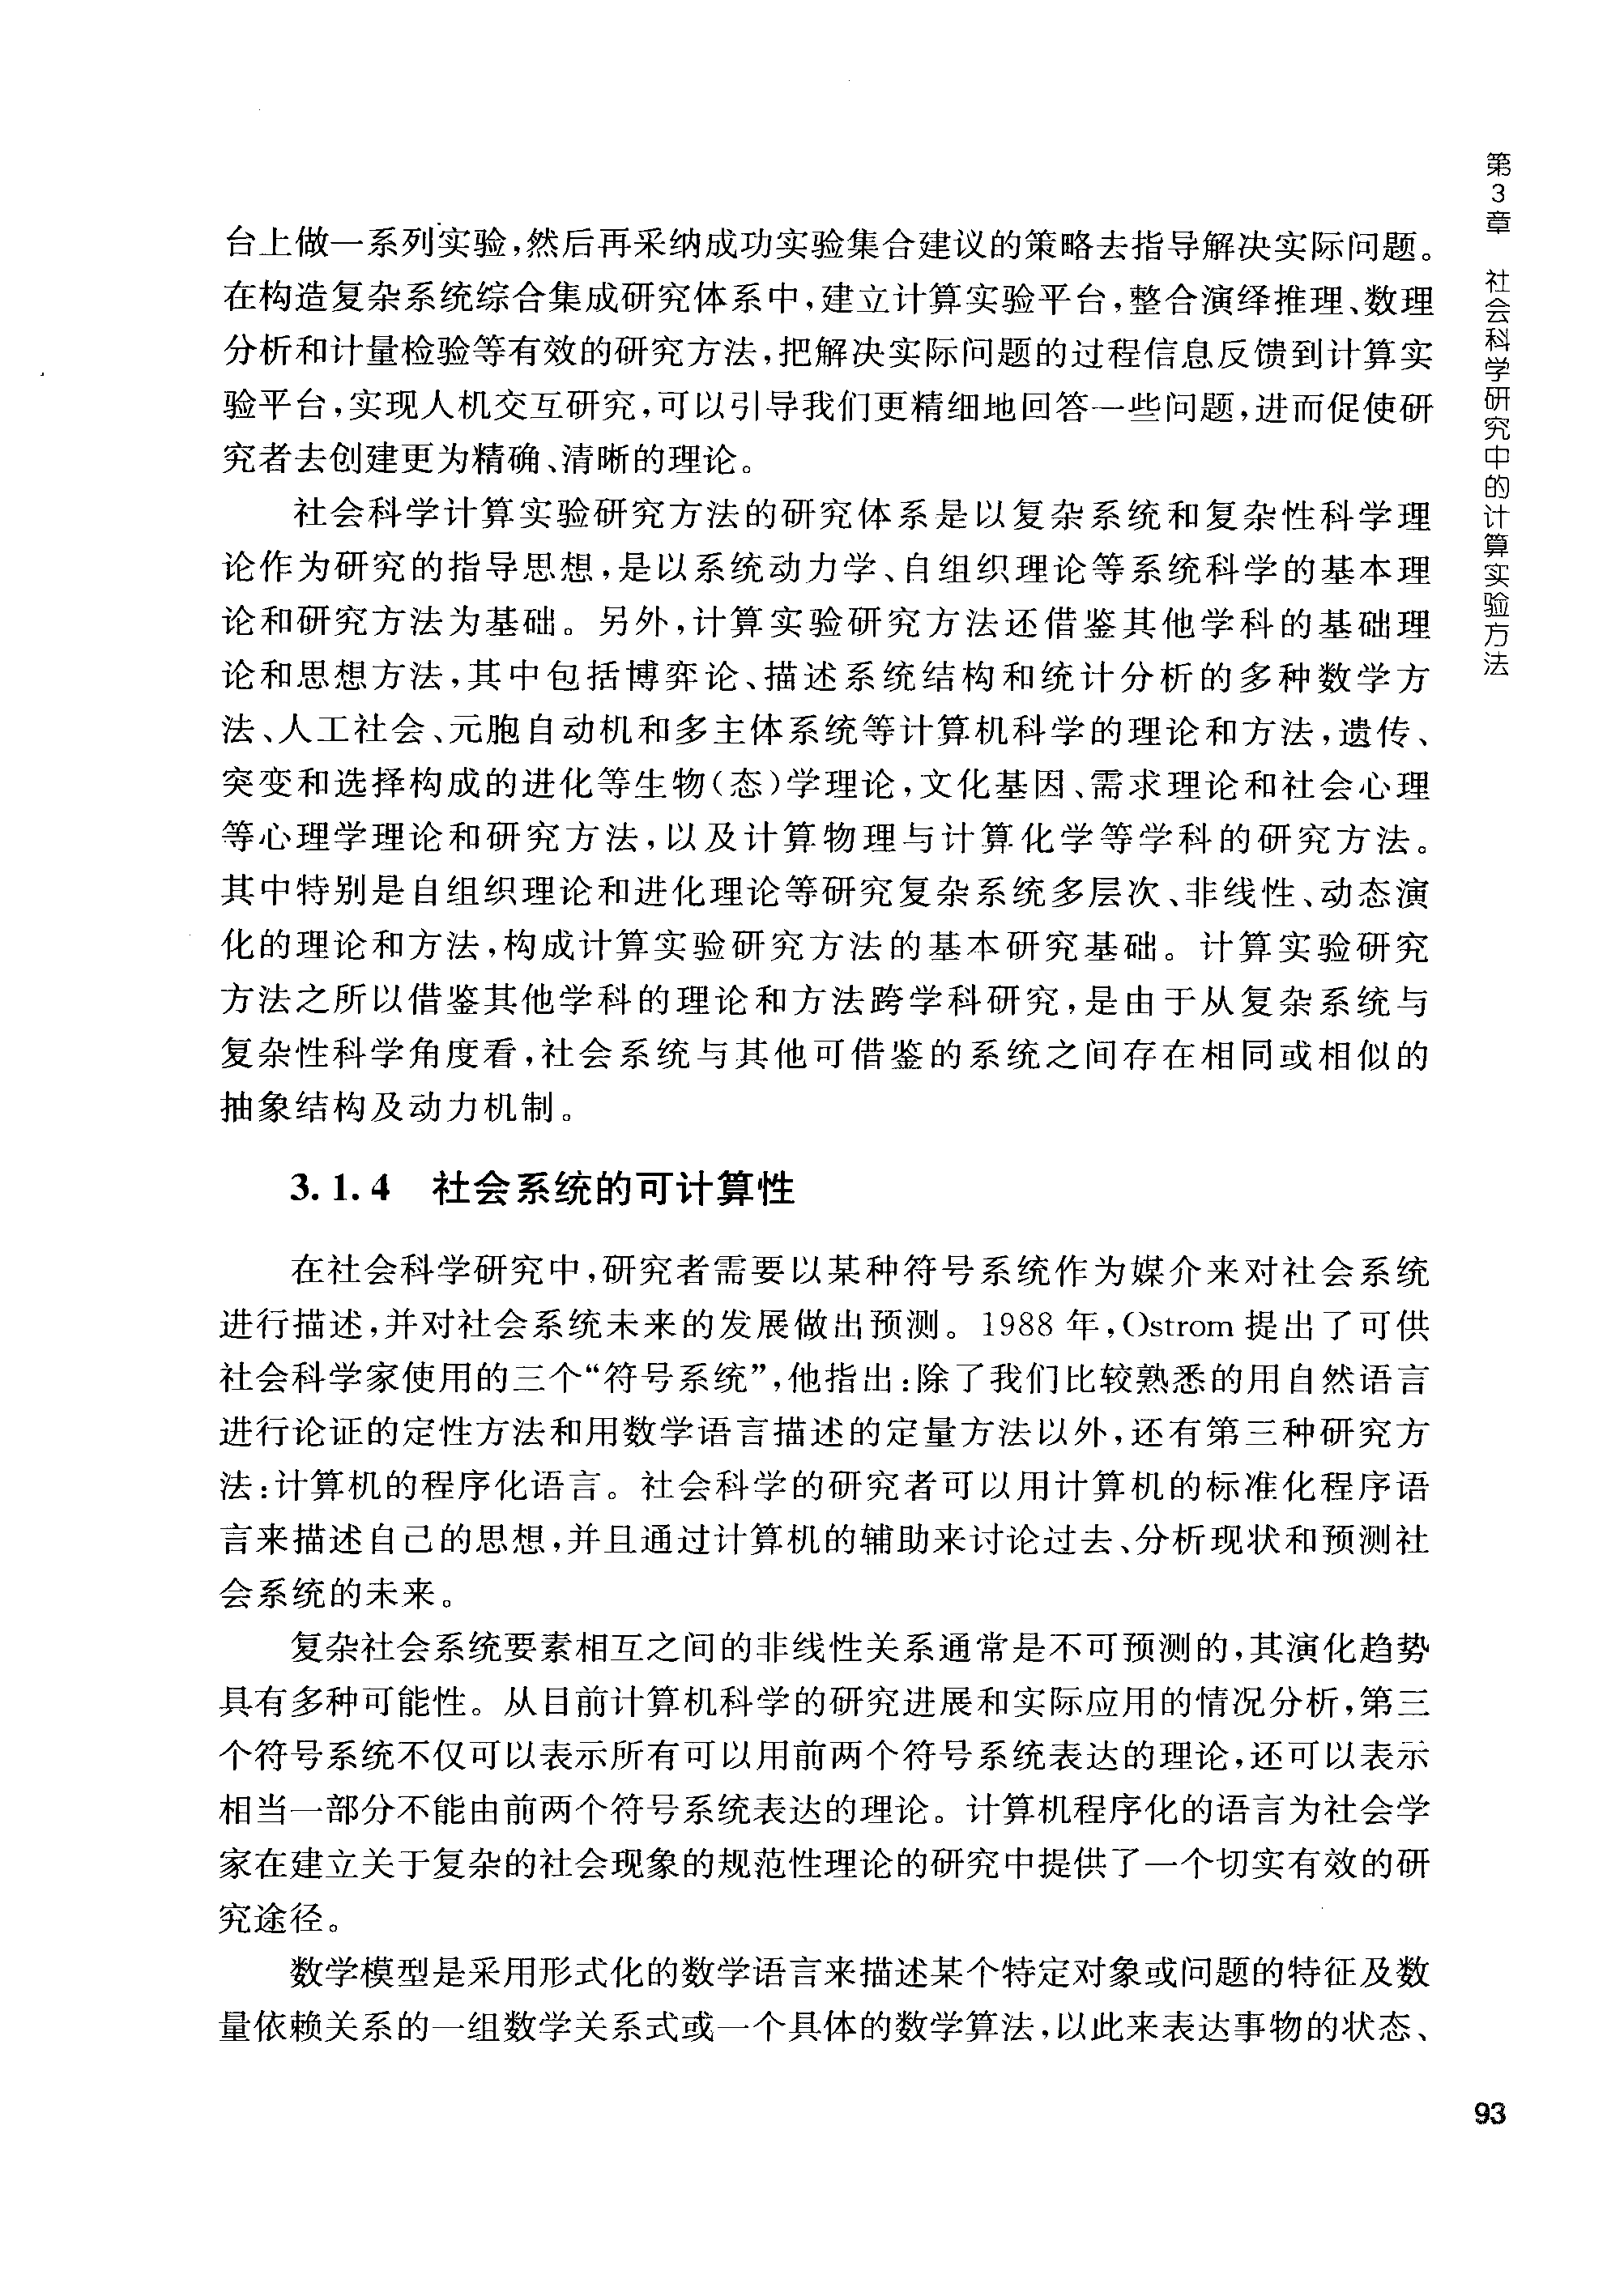 台上做一系列实验,然后再采纳成功实验集合建议的策略去指导解决实际问题。
在构造复杂系统综合集成研究体系中,建立计算实验平台,整合演绎推理、数理
分析和计量检验等有效的研究方法,把解决实际问题的过程信息反馈到计算实
验平台,实现人机交互研究,可以引导我们更精细地回答一些问题,进而促使研
究者去创建更为精确、清晰的理论。
社会科学计算实验研究方法的研究体系是以复杂系统和复杂性科学理
论作为研究的指导思想,是以系统动力学、自组织理论等系统科学的基本理
论和研究方法为基础。另外,计算实验研究方法还借鉴其他学科的基础理
论和思想方法,其中包括博弈论、描述系统结构和统计分析的多种数学方
法、人工社会、元胞自动机和多主体系统等计算机科学的理论和方法,遗传、
突变和选择构成的进化等生物(态)学理论,文化基因、需求理论和社会心理
等心理学理论和研究方法,以及计算物理与计算化学等学科的研究方法。
其中特别是自组织理论和进化理论等研究复杂系统多层次、非线性、动态演
化的理论和方法,构成计算实验研究方法的基本研究基础。计算实验研究
方法之所以借鉴其他学科的理论和方法跨学科研究,是由于从复杂系统与
复杂性科学角度看,社会系统与其他可借鉴的系统之间存在相同或相似的
抽象结构及动力机制。
3.1.4 社会系统的可计算性
在社会科学研究中,研究者需要以某种符号系统作为媒介来对社会系统
进行描述,并对社会系统未来的发展做出预测。1988 年,Ostrom 提出了可供
社会科学家使用的三个“符号系统”,他指出:除了我们比较熟悉的用自然语言
进行论证的定性方法和用数学语言描述的定量方法以外,还有第三种研究方
法:计算机的程序化语言。社会科学的研究者可以用计算机的标准化程序语
言来描述自己的思想,并且通过计算机的辅助来讨论过去、分析现状和预测社
会系统的未来。
复杂社会系统要素相互之间的非线性关系通常是不可预测的,其演化趋势
具有多种可能性。从目前计算机科学的研究进展和实际应用的情况分析,第三
个符号系统不仅可以表示所有可以用前两个符号系统表达的理论,还可以表示
相当一部分不能由前两个符号系统表达的理论。计算机程序化的语言为社会学
家在建立关于复杂的社会现象的规范性理论的研究中提供了一个切实有效的研
究途径。
数学模型是采用形式化的数学语言来描述某个特定对象或问题的特征及数
量依赖关系的一组数学关系式或一个具体的数学算法,以此来表达事物的状态、
第3章 社会科学研究中的计算实验方法
93